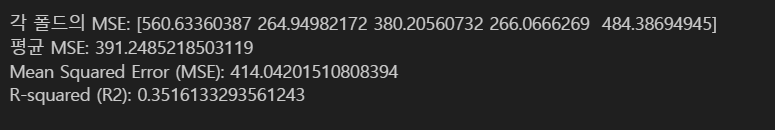 각 폴드의 MSE: [560.63360387 264.94982172 380.20560732 266.0666269  484.38694945]
평균 MSE: 391.2485218503119
Mean Squared Error (MSE): 414.04201510808394
R-squared (R2): 0.3516133293561243